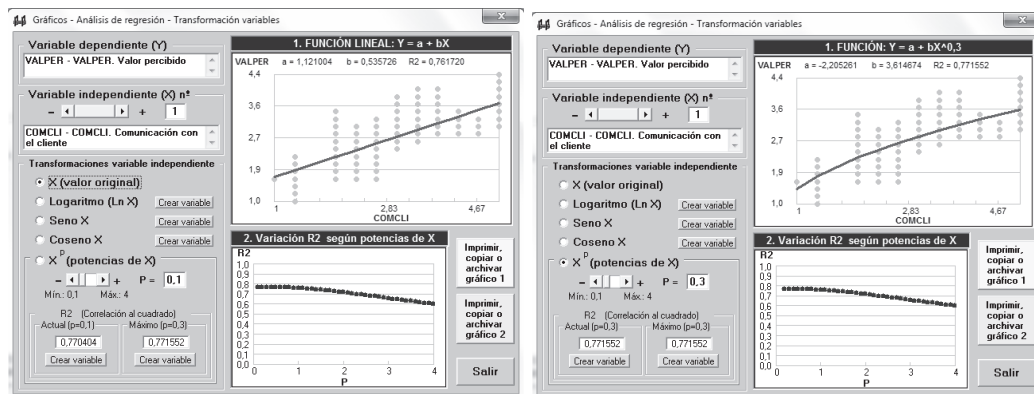 Gráficos - Análisis de regresión - Transformación variables
Variable dependiente (Y)
VALPER - VALPER. Valor percibido
Variable independiente (X) nº
- + 1
COMCLI - COMCLI. Comunicación con
el cliente
Transformaciones variable independiente
X (valor original)
Logaritmo (Ln X) Crear variable
Seno X Crear variable
Coseno X Crear variable
X^P (potencias de X)
- + P = 0,1
Mín.: 0,1 Máx.: 4
R2 (Correlación al cuadrado)
Actual (p=0,1) Máximo (p=0,3)
0,770404 0,771552
Crear variable Crear variable
1. FUNCIÓN LINEAL: Y = a + bX
VALPER a = 1,121004 b = 0,535726 R2 = 0,761720
4,4
3,6
2,7
1,9
1,0
1 2,83 4,67
COMCLI
2. Variación R2 según potencias de X
R2
1,0
0,9
0,8
0,7
0,6
0,5
0,4
0,3
0,2
0,1
0,0
0 1 2 3 4
P
Imprimir,
copiar o
archivar
gráfico 1
Imprimir,
copiar o
archivar
gráfico 2
Salir
Gráficos - Análisis de regresión - Transformación variables
Variable dependiente (Y)
VALPER - VALPER. Valor percibido
Variable independiente (X) nº
- + 1
COMCLI - COMCLI. Comunicación con
el cliente
Transformaciones variable independiente
X (valor original)
Logaritmo (Ln X) Crear variable
Seno X Crear variable
Coseno X Crear variable
X^P (potencias de X)
- + P = 0,3
Mín.: 0,1 Máx.: 4
R2 (Correlación al cuadrado)
Actual (p=0,3) Máximo (p=0,3)
0,771552 0,771552
Crear variable Crear variable
1. FUNCIÓN: Y = a + bX^0,3
VALPER a = -2,205261 b = 3,614674 R2 = 0,771552
4,4
3,6
2,7
1,9
1,0
1 2,83 4,67
COMCLI
2. Variación R2 según potencias de X
R2
1,0
0,9
0,8
0,7
0,6
0,5
0,4
0,3
0,2
0,1
0,0
0 1 2 3 4
P
Imprimir,
copiar o
archivar
gráfico 1
Imprimir,
copiar o
archivar
gráfico 2
Salir